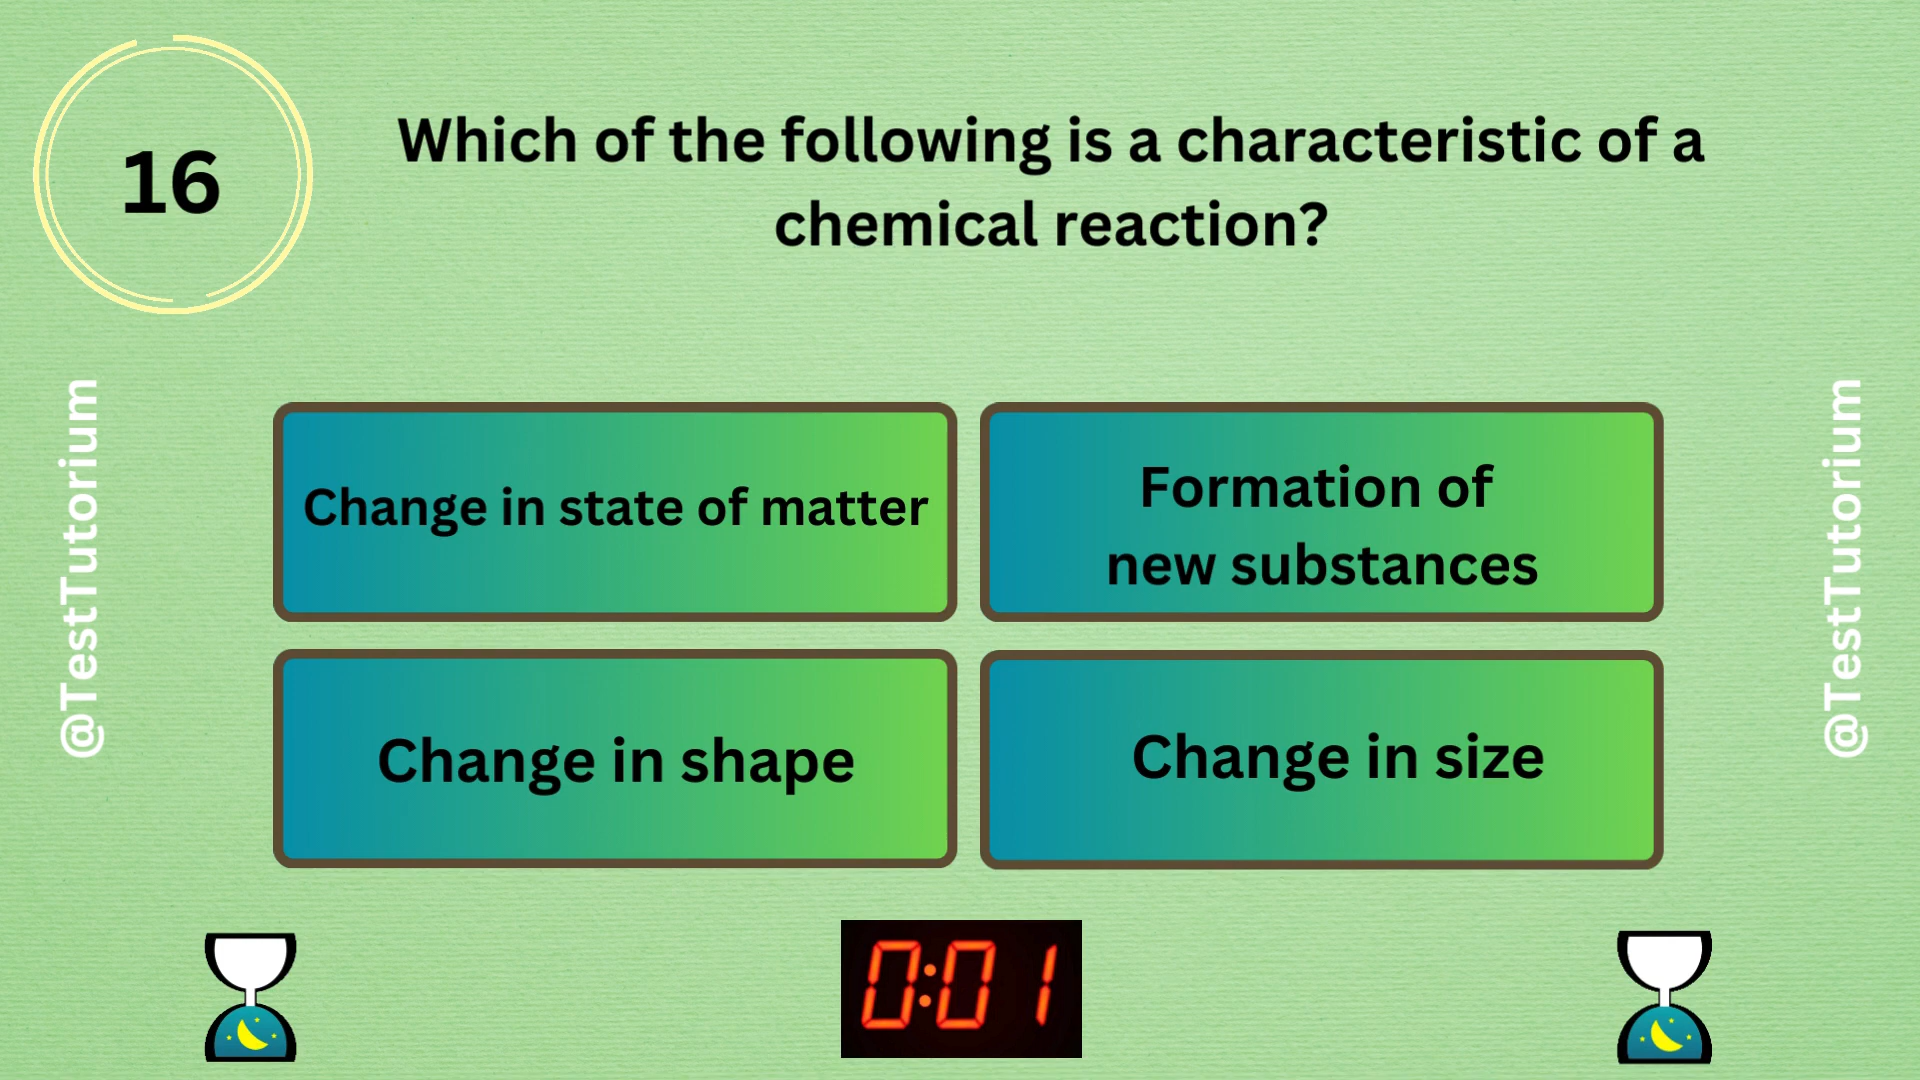 16
Which of the following is a characteristic of a
chemical reaction?
@TestTutorium
@TestTutorium
Change in state of matter
Formation of
new substances
Change in shape
Change in size
0:01